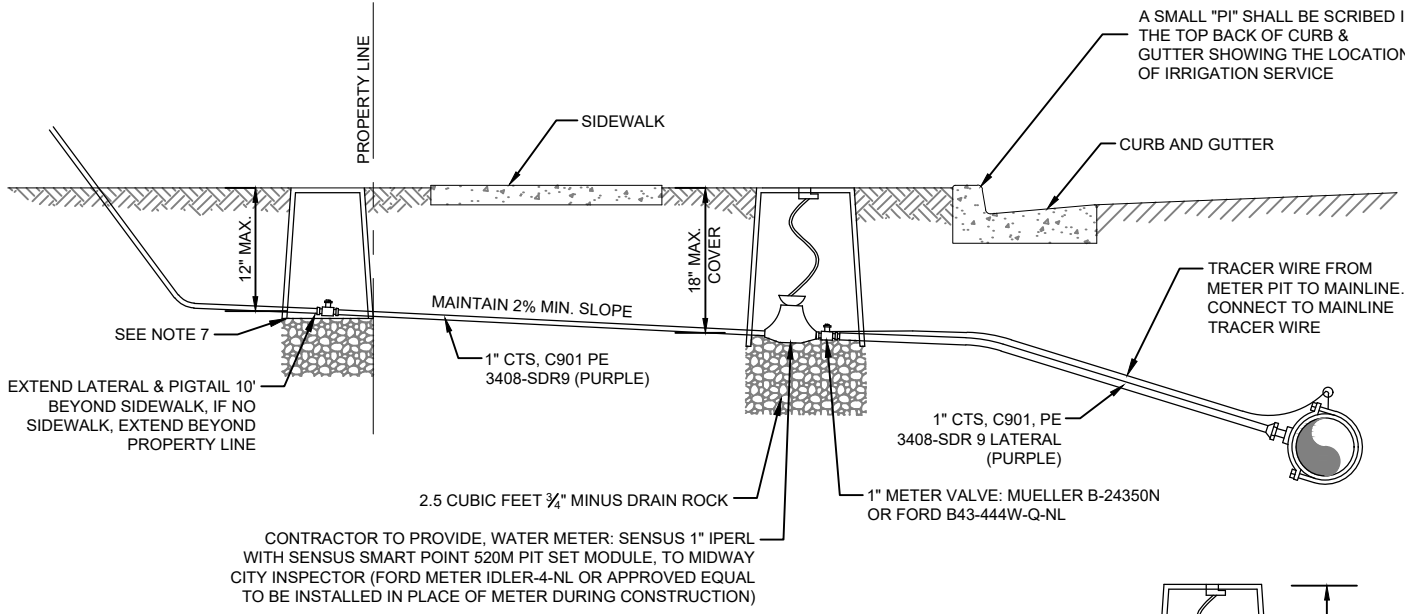 A SMALL "PI" SHALL BE SCRIBED
THE TOP BACK OF CURB &
GUTTER SHOWING THE LOCATION
OF IRRIGATION SERVICE
PROPERTY LINE
SIDEWALK
CURB AND GUTTER
12" MAX.
18" MAX.
COVER
TRACER WIRE FROM
METER PIT TO MAINLINE.
CONNECT TO MAINLINE
TRACER WIRE
MAINTAIN 2% MIN. SLOPE
SEE NOTE 7
1" CTS, C901 PE
3408-SDR9 (PURPLE)
EXTEND LATERAL & PIGTAIL 10'
BEYOND SIDEWALK, IF NO
SIDEWALK, EXTEND BEYOND
PROPERTY LINE
1" CTS, C901, PE
3408-SDR 9 LATERAL
(PURPLE)
2.5 CUBIC FEET ¾" MINUS DRAIN ROCK
1" METER VALVE: MUELLER B-24350N
OR FORD B43-444W-Q-NL
CONTRACTOR TO PROVIDE, WATER METER: SENSUS 1" IPERL
WITH SENSUS SMART POINT 520M PIT SET MODULE, TO MIDWAY
CITY INSPECTOR (FORD METER IDLER-4-NL OR APPROVED EQUAL
TO BE INSTALLED IN PLACE OF METER DURING CONSTRUCTION)